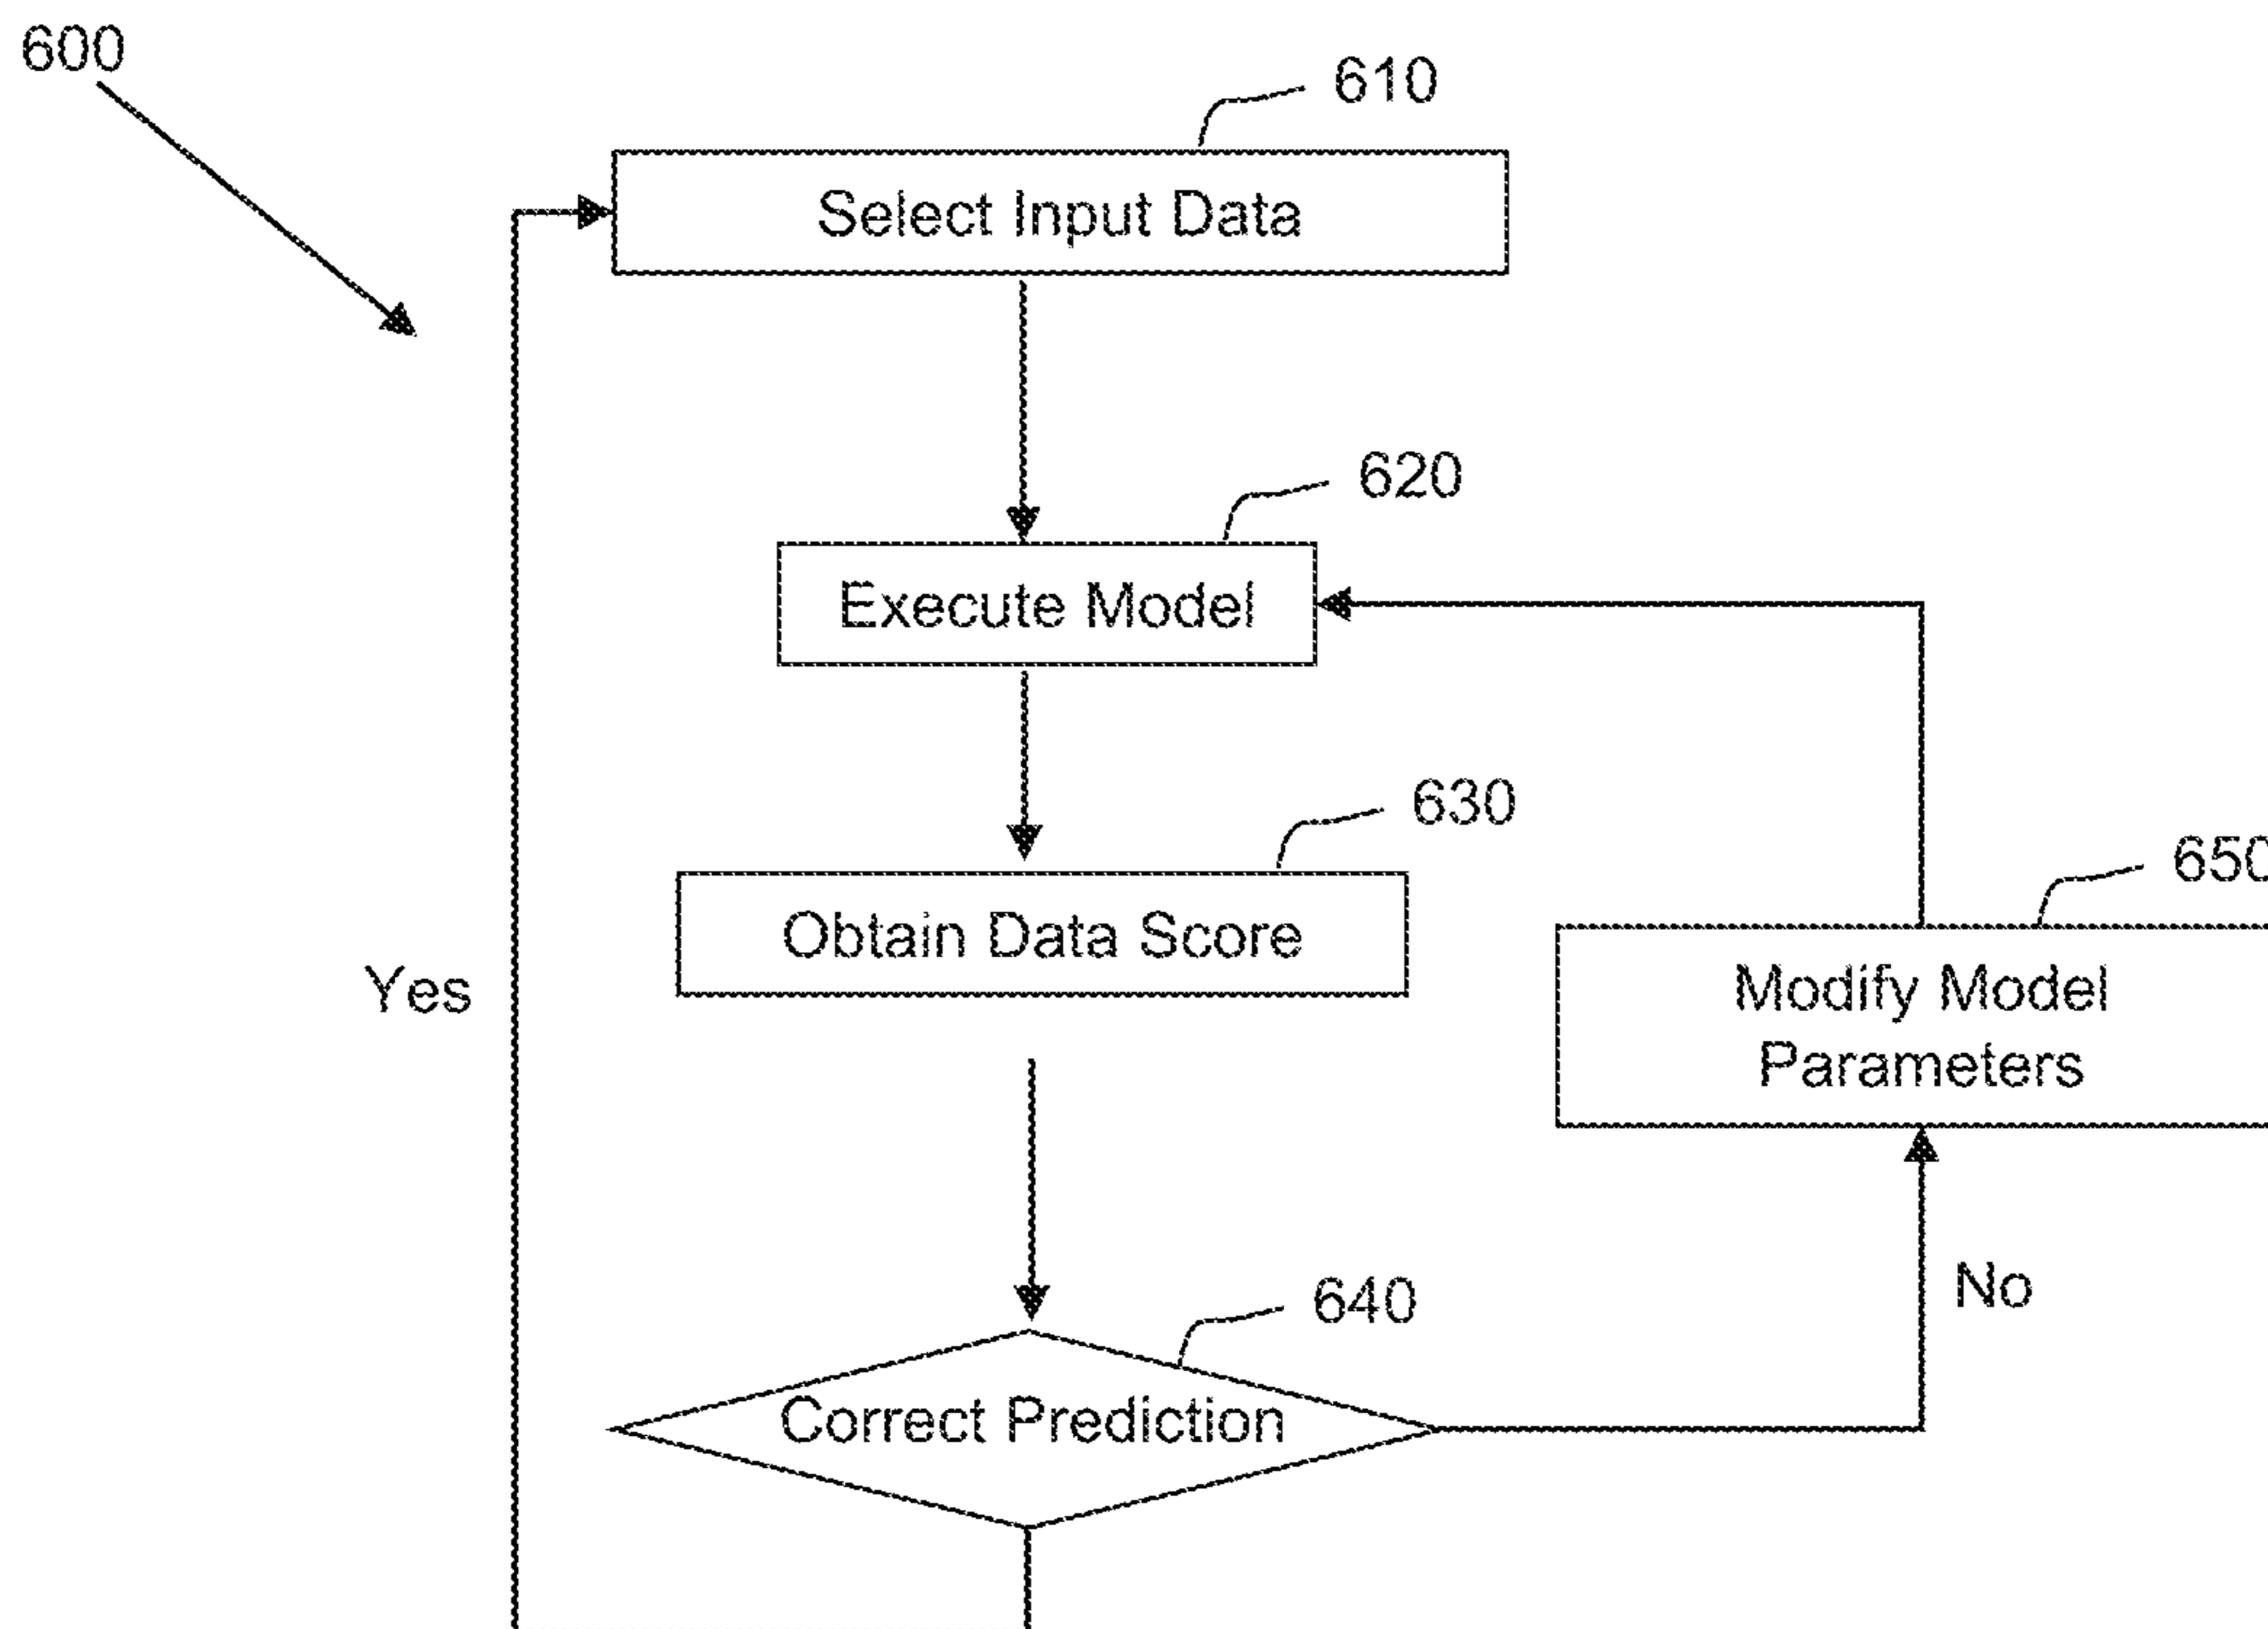 600
610
Select Input Data
620
Execute Model
630
Obtain Data Score
650
Modify Model
Parameters
Yes
640
Correct Prediction
No